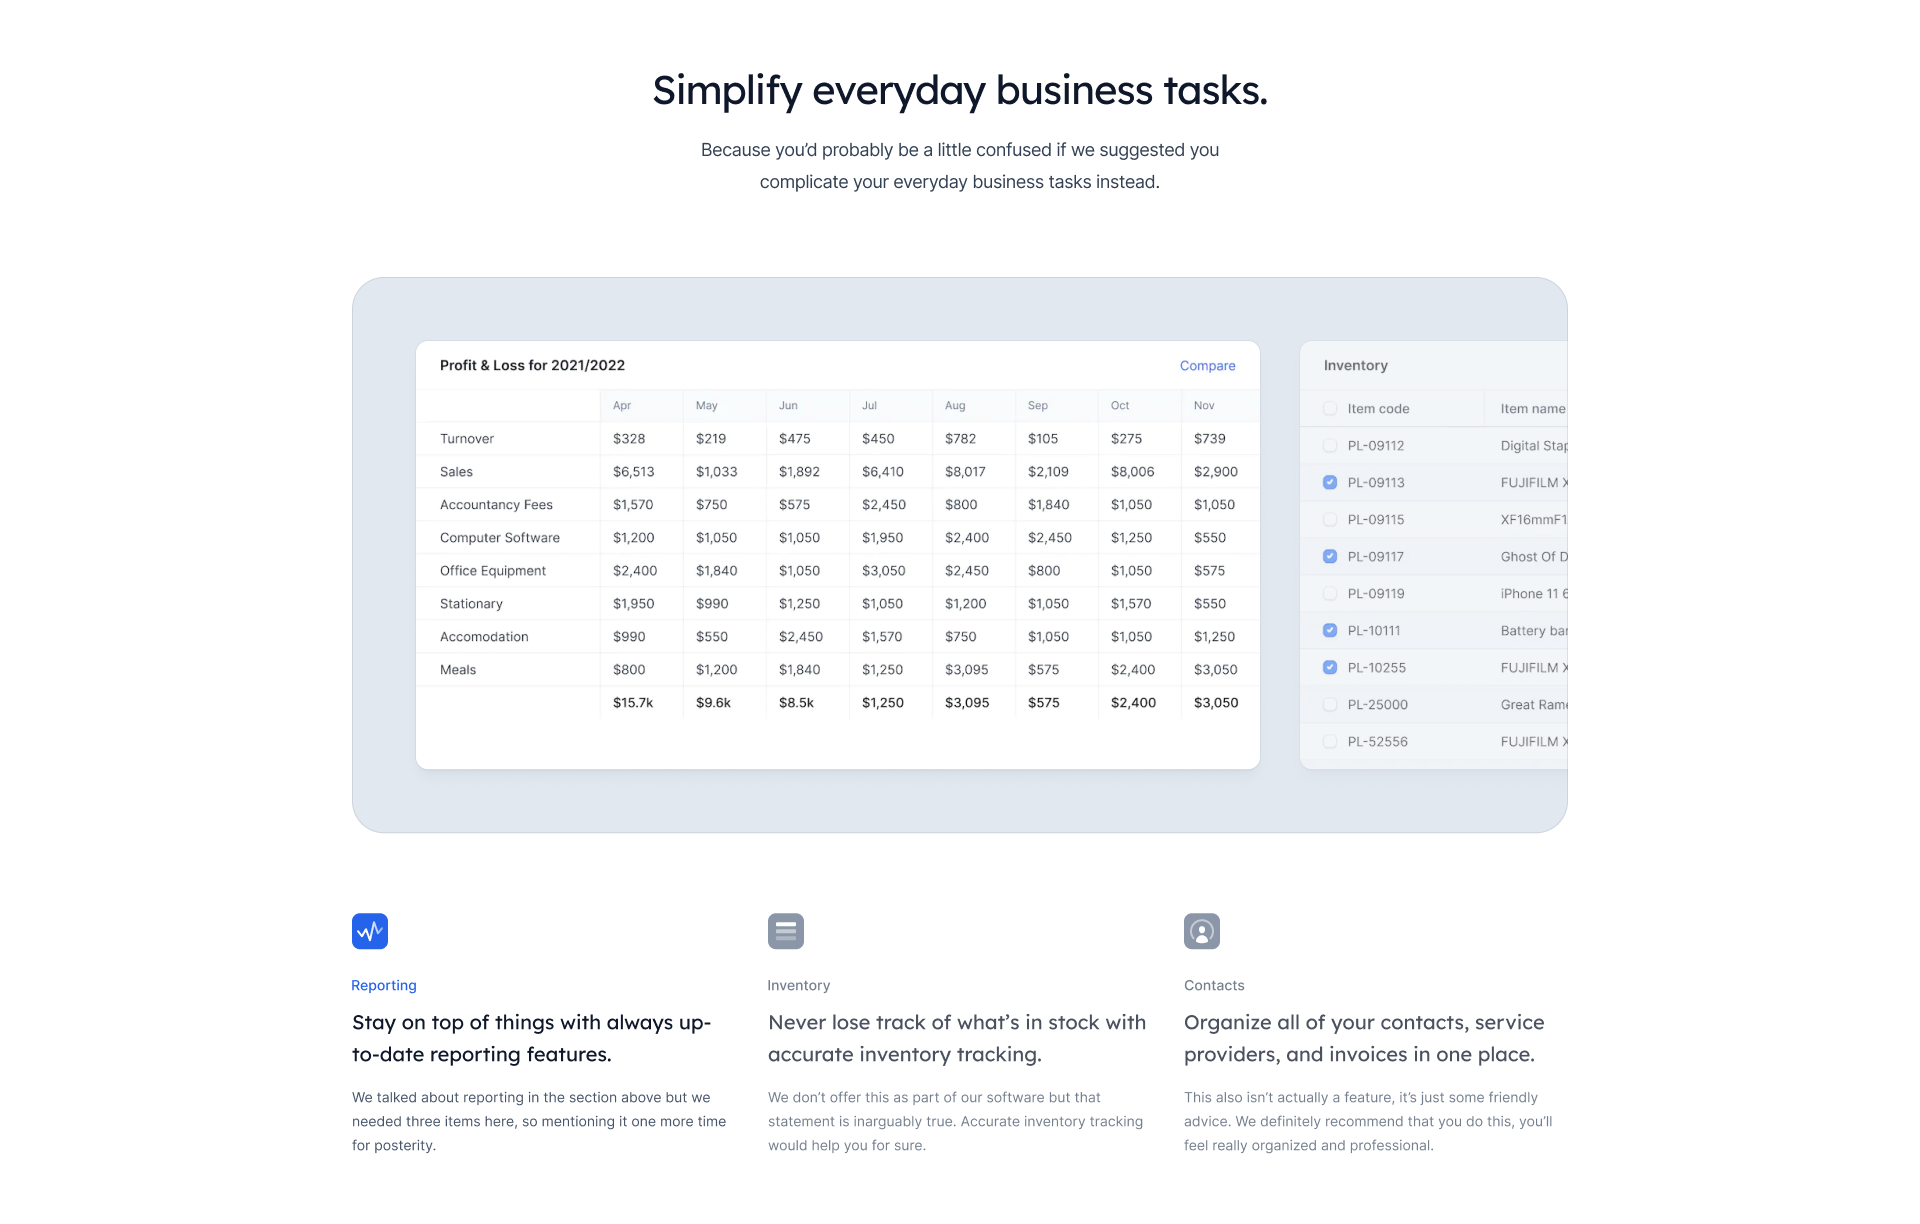 Simplify everyday business tasks.
Because you’d probably be a little confused if we suggested you
complicate your everyday business tasks instead.
Profit & Loss for 2021/2022 Compare
Apr May Jun Jul Aug Sep Oct Nov
Turnover $328 $219 $475 $450 $782 $105 $275 $739
Sales $6,513 $1,033 $1,892 $6,410 $8,017 $2,109 $8,006 $2,900
Accountancy Fees $1,570 $750 $575 $2,450 $800 $1,840 $1,050 $1,050
Computer Software $1,200 $1,050 $1,050 $1,950 $2,400 $2,450 $1,250 $550
Office Equipment $2,400 $1,840 $1,050 $3,050 $2,450 $800 $1,050 $575
Stationary $1,950 $990 $1,250 $1,050 $1,200 $1,050 $1,570 $550
Accomodation $990 $550 $2,450 $1,570 $750 $1,050 $1,050 $1,250
Meals $800 $1,200 $1,840 $1,250 $3,095 $575 $2,400 $3,050
$15.7k $9.6k $8.5k $1,250 $3,095 $575 $2,400 $3,050
Inventory
Item code Item name
PL-09112 Digital Stap
PL-09113 FUJIFILM X
PL-09115 XF16mmF1
PL-09117 Ghost Of D
PL-09119 iPhone 11 6
PL-10111 Battery bar
PL-10255 FUJIFILM X
PL-25000 Great Rame
PL-52556 FUJIFILM X
Reporting
Stay on top of things with always up-
to-date reporting features.
We talked about reporting in the section above but we
needed three items here, so mentioning it one more time
for posterity.
Inventory
Never lose track of what’s in stock with
accurate inventory tracking.
We don’t offer this as part of our software but that
statement is inarguably true. Accurate inventory tracking
would help you for sure.
Contacts
Organize all of your contacts, service
providers, and invoices in one place.
This also isn’t actually a feature, it’s just some friendly
advice. We definitely recommend that you do this, you’ll
feel really organized and professional.